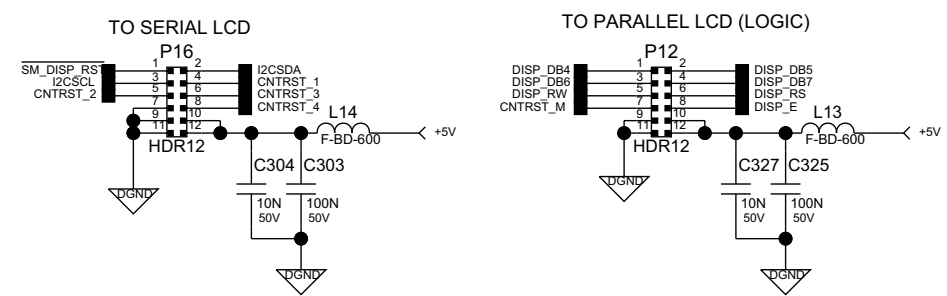 TO SERIAL LCD
P16
SM_DISP_RST 1 2 I2CSDA
I2CSCL 3 4 CNTRST_1
CNTRST_2 5 6 CNTRST_3
7 8 CNTRST_4
9 10
11 12
HDR12
L14
F-BD-600
+5V
C304 C303
10N 100N
50V 50V
DGND
DGND
TO PARALLEL LCD (LOGIC)
P12
DISP_DB4 1 2 DISP_DB5
DISP_DB6 3 4 DISP_DB7
DISP_RW 5 6 DISP_RS
CNTRST_M 7 8 DISP_E
9 10
11 12
HDR12
L13
F-BD-600
+5V
C327 C325
10N 100N
50V 50V
DGND
DGND